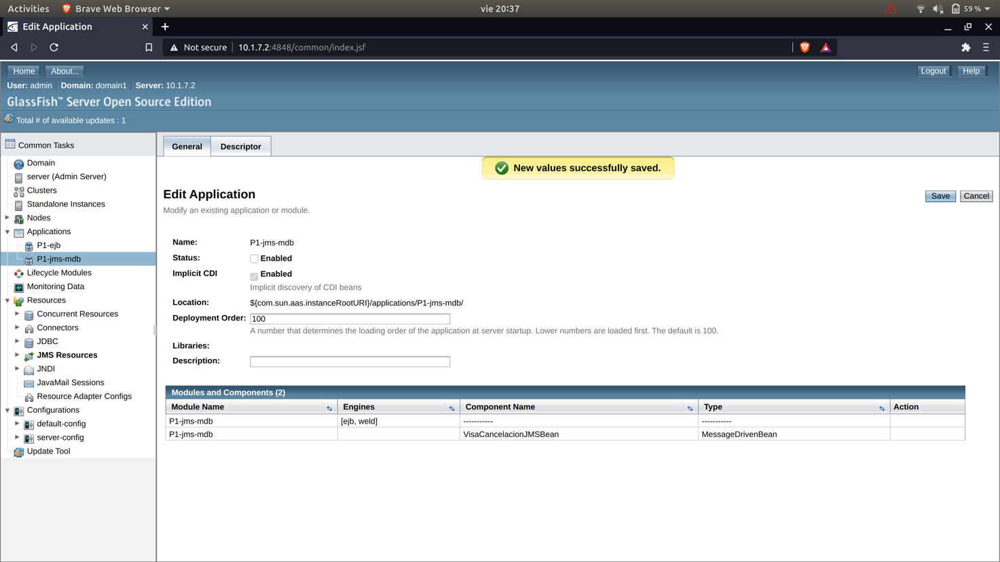 Activities Brave Web Browser vie 20:37 59 %
Edit Application
Not secure 10.1.7.2:4848/common/index.jsf
Home About... Logout Help
User: admin Domain: domain1 Server: 10.1.7.2
GlassFish™ Server Open Source Edition
Total # of available updates : 1
Common Tasks
Domain
server (Admin Server)
Clusters
Standalone Instances
Nodes
Applications
P1-ejb
P1-jms-mdb
Lifecycle Modules
Monitoring Data
Resources
Concurrent Resources
Connectors
JDBC
JMS Resources
JNDI
JavaMail Sessions
Resource Adapter Configs
Configurations
default-config
server-config
Update Tool
General Descriptor
New values successfully saved.
Edit Application
Save Cancel
Modify an existing application or module.
Name: P1-jms-mdb
Status: Enabled
Implicit CDI Enabled
Implicit discovery of CDI beans
Location: ${com.sun.aas.instanceRootURI}/applications/P1-jms-mdb/
Deployment Order: 100
A number that determines the loading order of the application at server startup. Lower numbers are loaded first. The default is 100.
Libraries:
Description:
Modules and Components (2)
Module Name Engines Component Name Type Action
P1-jms-mdb [ejb, weld] ----------- -----------
P1-jms-mdb VisaCancelacionJMSBean MessageDrivenBean